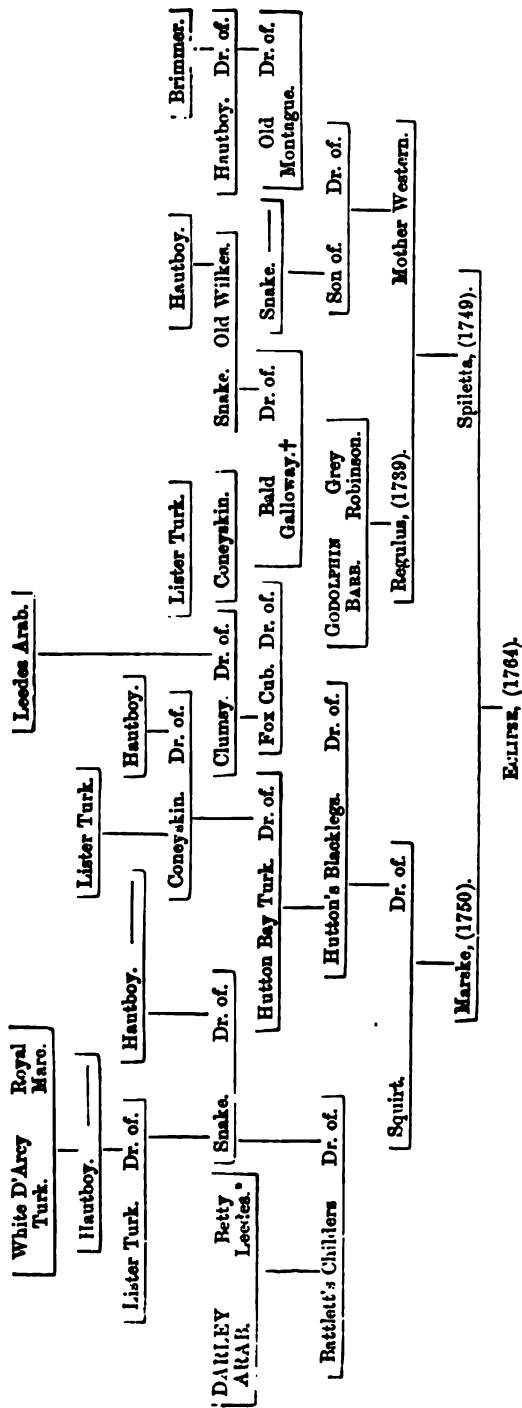 White D'Arcy Royal Leedes Arab.
Turk. Mare.
Hautboy. Lister Turk.
Lister Turk. Dr. of. Hautboy. Hautboy.
Coneyskin. Dr. of. Lister Turk. Hautboy. Brimmer.
DARLEY Betty Snake. Dr. of. Clumsy. Dr. of. Coneyskin. Snake. Old Wilkes. Hautboy. Dr. of.
ARAB. Leedes.*
Hutton Bay Turk. Dr. of. Fox Cub. Dr. of. Bald Dr. of. Snake. Old Dr. of.
Galloway.† Montague.
Bartlett's Childers Dr. of. Hutton's Blacklegs. Dr. of. GODOLPHIN Grey Son of. Dr. of.
BARB. Robinson.
Squirt. Dr. of. Regulus, (1739). Mother Western.
Marske, (1750). Spiletta, (1749).
ECLIPSE, (1764).